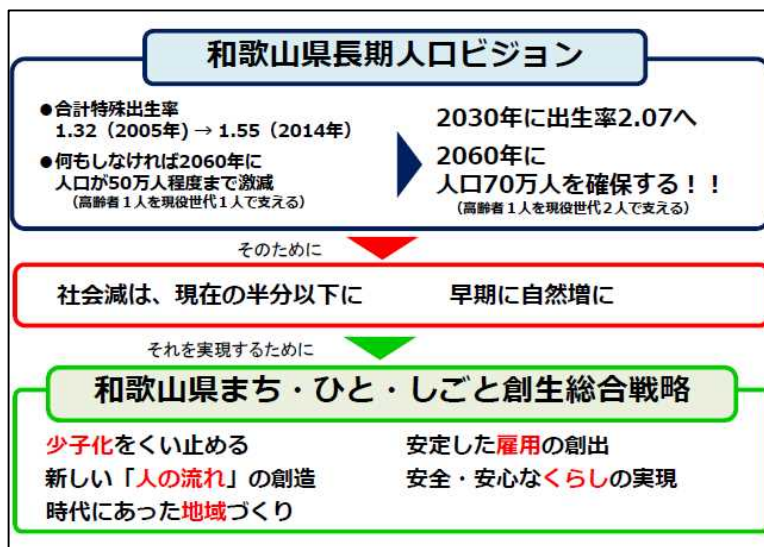 和歌山県長期人口ビジョン
●合計特殊出生率
1.32（2005年）→ 1.55（2014年）
●何もしなければ2060年に
人口が50万人程度まで激減
（高齢者１人を現役世代１人で支える）
2030年に出生率2.07へ
2060年に
人口70万人を確保する！！
（高齢者１人を現役世代２人で支える）
そのために
社会減は、現在の半分以下に
早期に自然増に
それを実現するために
和歌山県まち・ひと・しごと創生総合戦略
少子化をくい止める
新しい「人の流れ」の創造
時代にあった地域づくり
安定した雇用の創出
安全・安心なくらしの実現